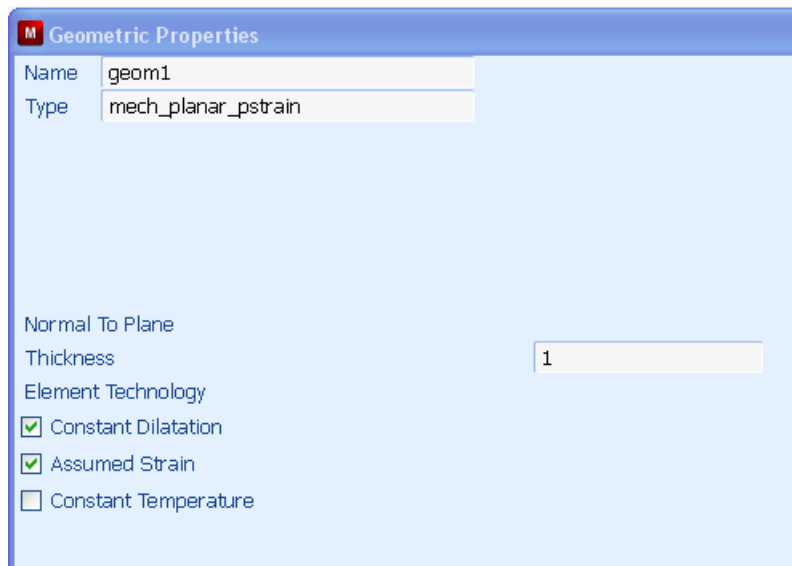 M Geometric Properties
Name geom1
Type mech_planar_pstrain
Normal To Plane
Thickness 1
Element Technology
Constant Dilatation
Assumed Strain
Constant Temperature